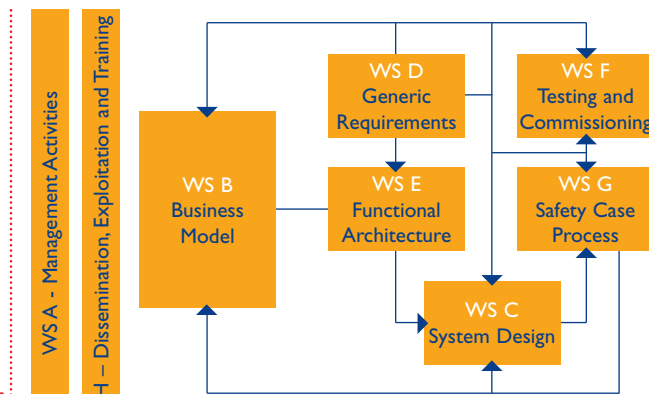 WS A - Management Activities
H – Dissemination, Exploitation and Training
WS B
Business
Model
WS D
Generic
Requirements
WS E
Functional
Architecture
WS C
System Design
WS F
Testing and
Commissioning
WS G
Safety Case
Process